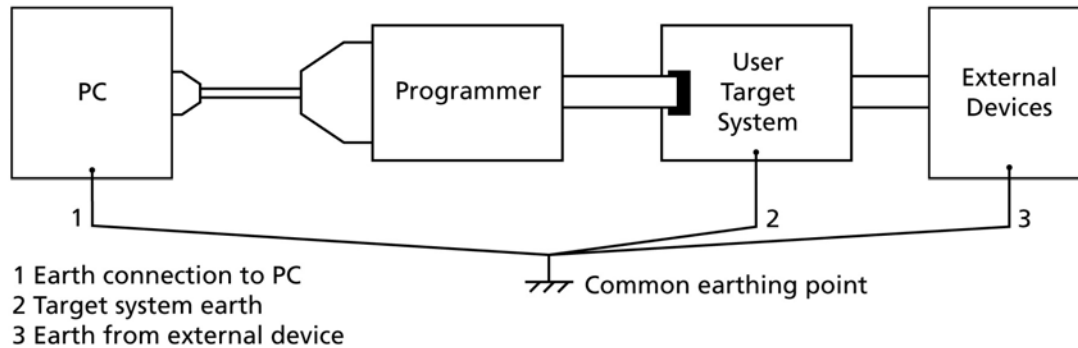 PC
Programmer
User
Target
System
External
Devices
1
2
3
1 Earth connection to PC
2 Target system earth
3 Earth from external device
Common earthing point